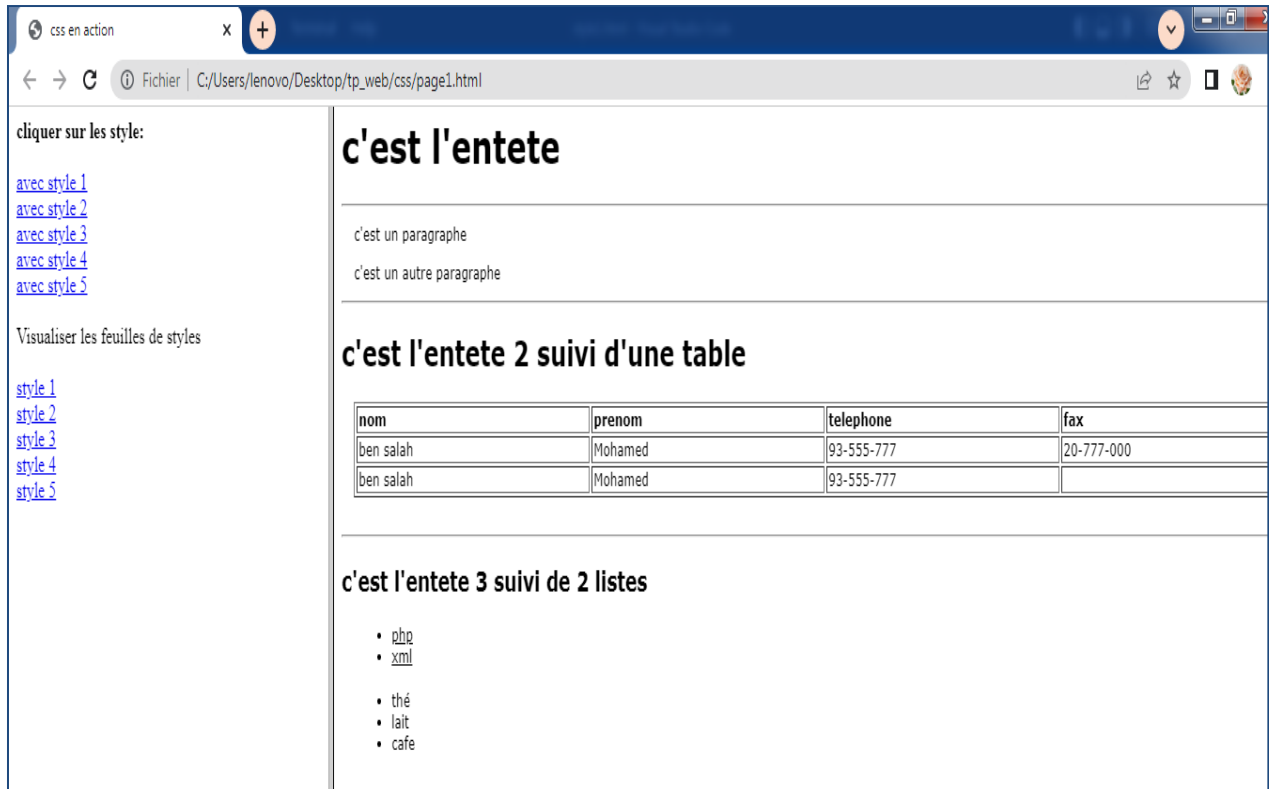 css en action
Fichier C:/Users/lenovo/Desktop/tp_web/css/page1.html
cliquer sur les style:
avec style 1
avec style 2
avec style 3
avec style 4
avec style 5
Visualiser les feuilles de styles
style 1
style 2
style 3
style 4
style 5
c'est l'entete
c'est un paragraphe
c'est un autre paragraphe
c'est l'entete 2 suivi d'une table
nom prenom telephone fax
ben salah Mohamed 93-555-777 20-777-000
ben salah Mohamed 93-555-777
c'est l'entete 3 suivi de 2 listes
php
xml
thé
lait
cafe